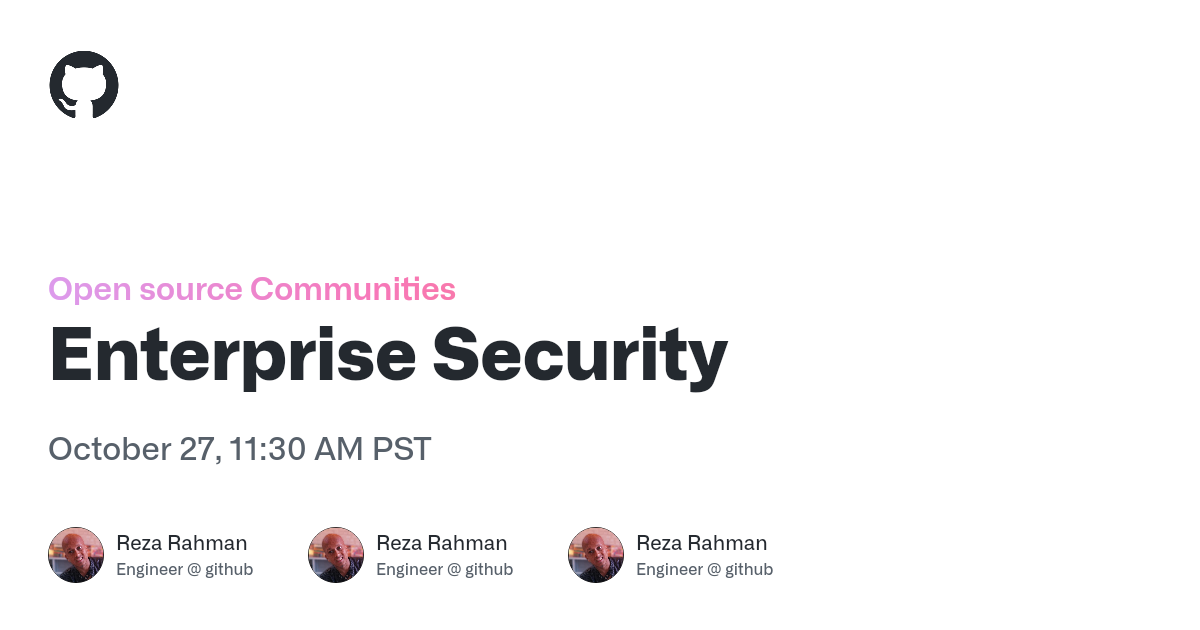 Open source Communities
Enterprise Security
October 27, 11:30 AM PST
Reza Rahman
Engineer @ github
Reza Rahman
Engineer @ github
Reza Rahman
Engineer @ github